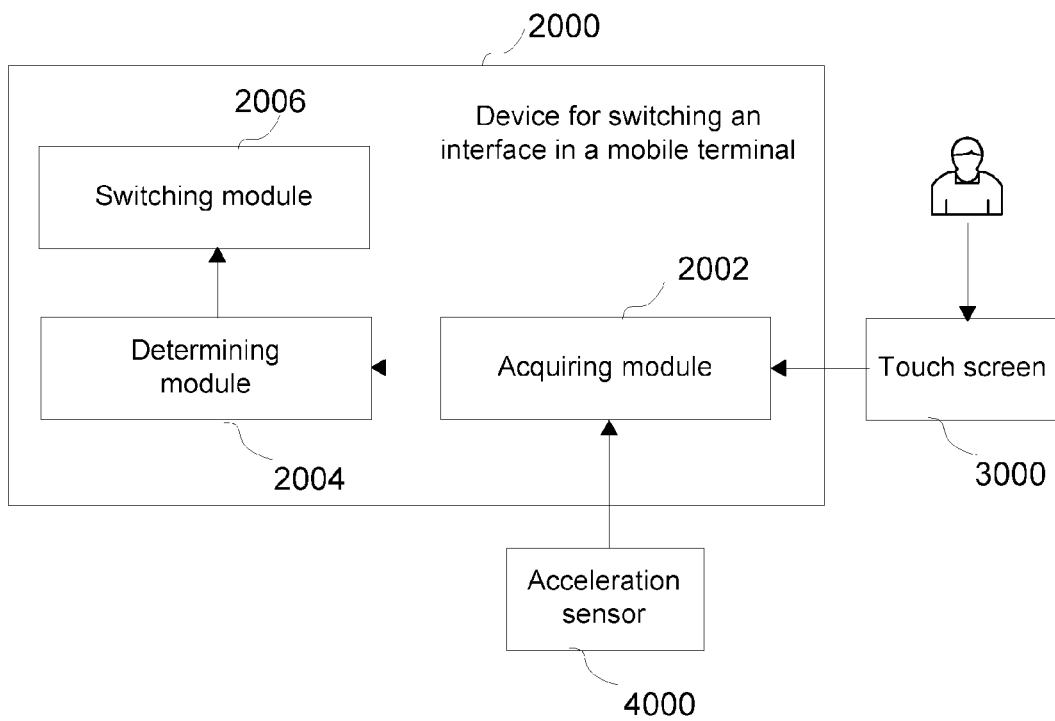 2000
2006
Device for switching an
interface in a mobile terminal
Switching module
2002
Determining
module
Acquiring module
Touch screen
2004
3000
Acceleration
sensor
4000